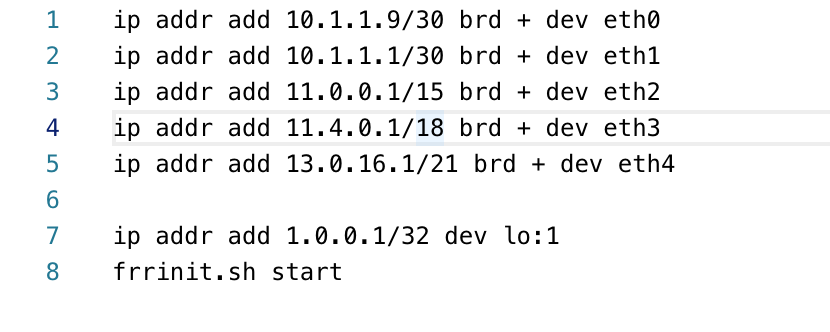 1 ip addr add 10.1.1.9/30 brd + dev eth0
2 ip addr add 10.1.1.1/30 brd + dev eth1
3 ip addr add 11.0.0.1/15 brd + dev eth2
4 ip addr add 11.4.0.1/18 brd + dev eth3
5 ip addr add 13.0.16.1/21 brd + dev eth4
6
7 ip addr add 1.0.0.1/32 dev lo:1
8 frrinit.sh start